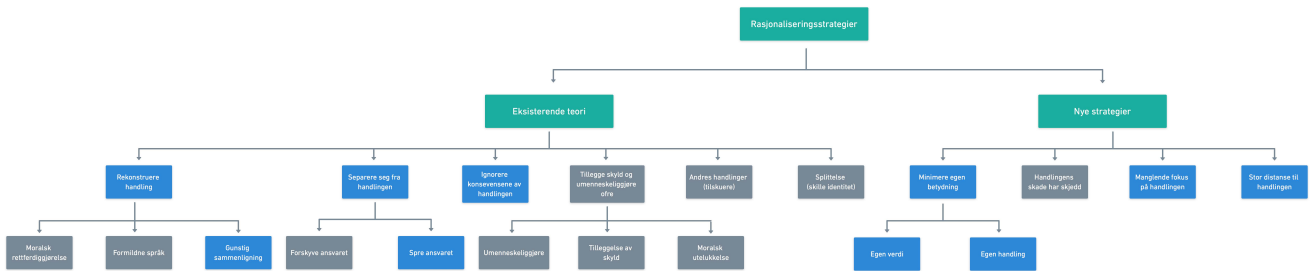 Rasjonaliseringsstrategier
Eksisterende teori
Nye strategier
Rekonstruere
handling
Separere seg fra
handlingen
Ignorere
konsevensene av
handlingen
Tillegge skyld og
umenneskeliggjøre
ofre
Andres handlinger
(tilskuere)
Splittelse
(skille identitet)
Minimere egen
betydning
Handlingens
skade har skjedd
Manglende fokus
på handlingen
Stor distanse til
handlingen
Moralsk
rettferdiggjørelse
Formildne språk
Gunstig
sammenligning
Forskyve ansvaret
Spre ansvaret
Umenneskeliggjøre
Tilleggelse av
skyld
Moralsk
utelukkelse
Egen verdi
Egen handling